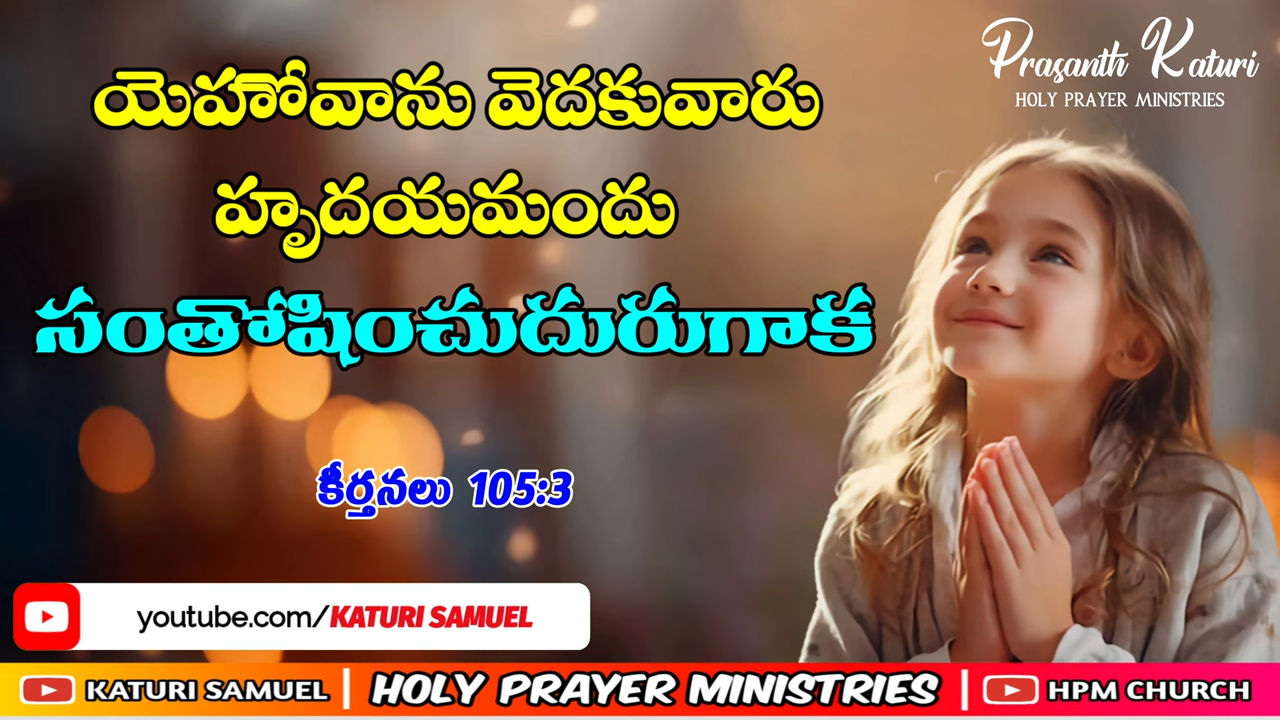 Prasanth Katuri
HOLY PRAYER MINISTRIES
యెహోవాను వెదకువారు
హృదయమందు
సంతోషించుదురుగాక
కీర్తనలు 105:3
youtube.com/KATURI SAMUEL
KATURI SAMUEL | HOLY PRAYER MINISTRIES | HPM CHURCH